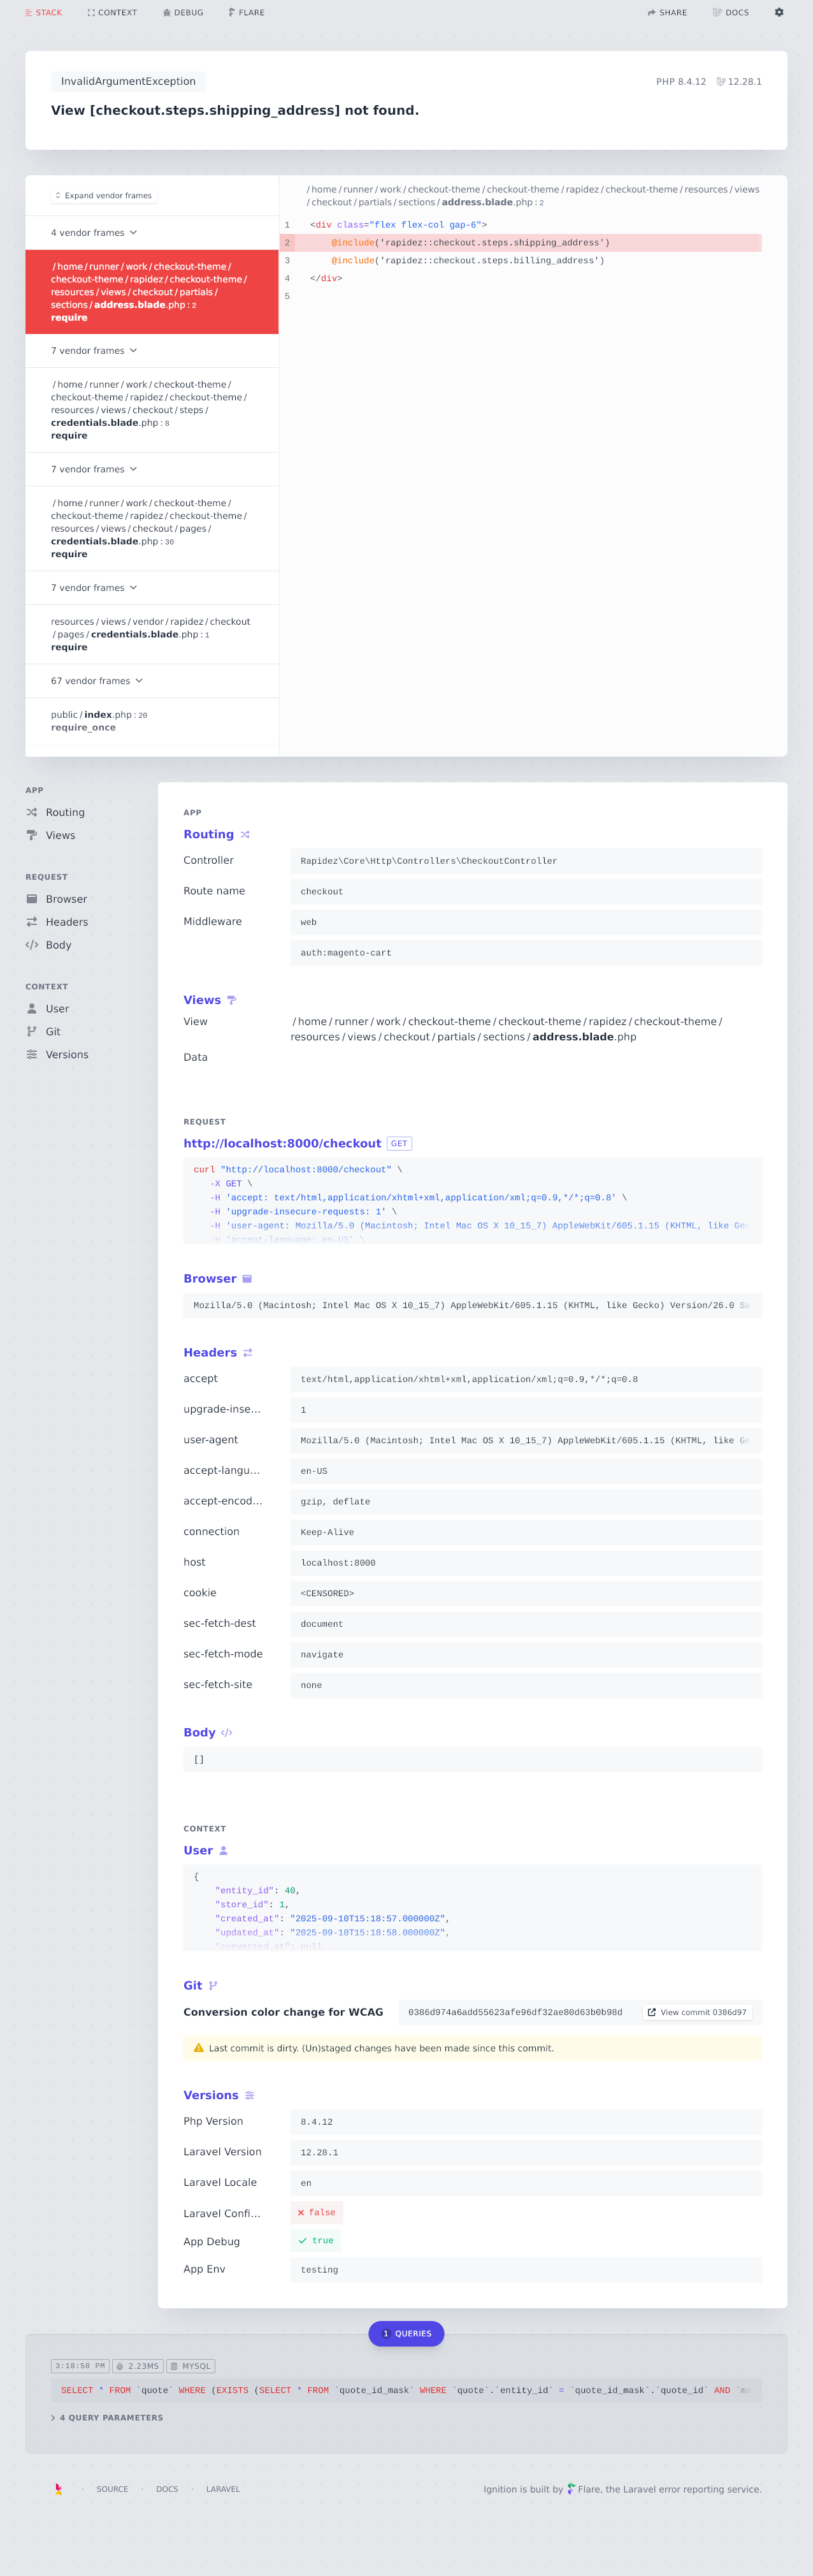 STACK CONTEXT DEBUG FLARE SHARE DOCS
InvalidArgumentException PHP 8.4.12 12.28.1
View [checkout.steps.shipping_address] not found.
Expand vendor frames
4 vendor frames
/home/runner/work/checkout-theme/
checkout-theme/rapidez/checkout-theme/
resources/views/checkout/partials/
sections/address.blade.php:2
require
7 vendor frames
/home/runner/work/checkout-theme/
checkout-theme/rapidez/checkout-theme/
resources/views/checkout/steps/
credentials.blade.php:8
require
7 vendor frames
/home/runner/work/checkout-theme/
checkout-theme/rapidez/checkout-theme/
resources/views/checkout/pages/
credentials.blade.php:30
require
7 vendor frames
resources/views/vendor/rapidez/checkout
/pages/credentials.blade.php:1
require
67 vendor frames
public/index.php:20
require_once
/home/runner/work/checkout-theme/checkout-theme/rapidez/checkout-theme/resources/views
/checkout/partials/sections/address.blade.php:2
1 <div class="flex flex-col gap-6">
2 @include('rapidez::checkout.steps.shipping_address')
3 @include('rapidez::checkout.steps.billing_address')
4 </div>
5
APP
Routing
Views
REQUEST
Browser
Headers
Body
CONTEXT
User
Git
Versions
APP
Routing
Controller Rapidez\Core\Http\Controllers\CheckoutController
Route name checkout
Middleware web
auth:magento-cart
Views
View /home/runner/work/checkout-theme/checkout-theme/rapidez/checkout-theme/
resources/views/checkout/partials/sections/address.blade.php
Data
REQUEST
http://localhost:8000/checkout GET
curl "http://localhost:8000/checkout" \
-X GET \
-H 'accept: text/html,application/xhtml+xml,application/xml;q=0.9,*/*;q=0.8' \
-H 'upgrade-insecure-requests: 1' \
-H 'user-agent: Mozilla/5.0 (Macintosh; Intel Mac OS X 10_15_7) AppleWebKit/605.1.15 (KHTML, like Gec
-H 'accept-language: en-US' \
Browser
Mozilla/5.0 (Macintosh; Intel Mac OS X 10_15_7) AppleWebKit/605.1.15 (KHTML, like Gecko) Version/26.0 Sa
Headers
accept text/html,application/xhtml+xml,application/xml;q=0.9,*/*;q=0.8
upgrade-inse… 1
user-agent Mozilla/5.0 (Macintosh; Intel Mac OS X 10_15_7) AppleWebKit/605.1.15 (KHTML, like Ge
accept-langu… en-US
accept-encod… gzip, deflate
connection Keep-Alive
host localhost:8000
cookie <CENSORED>
sec-fetch-dest document
sec-fetch-mode navigate
sec-fetch-site none
Body
[]
CONTEXT
User
{
"entity_id": 40,
"store_id": 1,
"created_at": "2025-09-10T15:18:57.000000Z",
"updated_at": "2025-09-10T15:18:58.000000Z",
"converted_at": null,
Git
Conversion color change for WCAG 0386d974a6add55623afe96df32ae80d63b0b98d View commit 0386d97
Last commit is dirty. (Un)staged changes have been made since this commit.
Versions
Php Version 8.4.12
Laravel Version 12.28.1
Laravel Locale en
Laravel Confi… false
App Debug true
App Env testing
1 QUERIES
3:18:58 PM 2.23MS MYSQL
SELECT * FROM `quote` WHERE (EXISTS (SELECT * FROM `quote_id_mask` WHERE `quote`.`entity_id` = `quote_id_mask`.`quote_id` AND `ma
4 QUERY PARAMETERS
SOURCE · DOCS · LARAVEL
Ignition is built by Flare, the Laravel error reporting service.